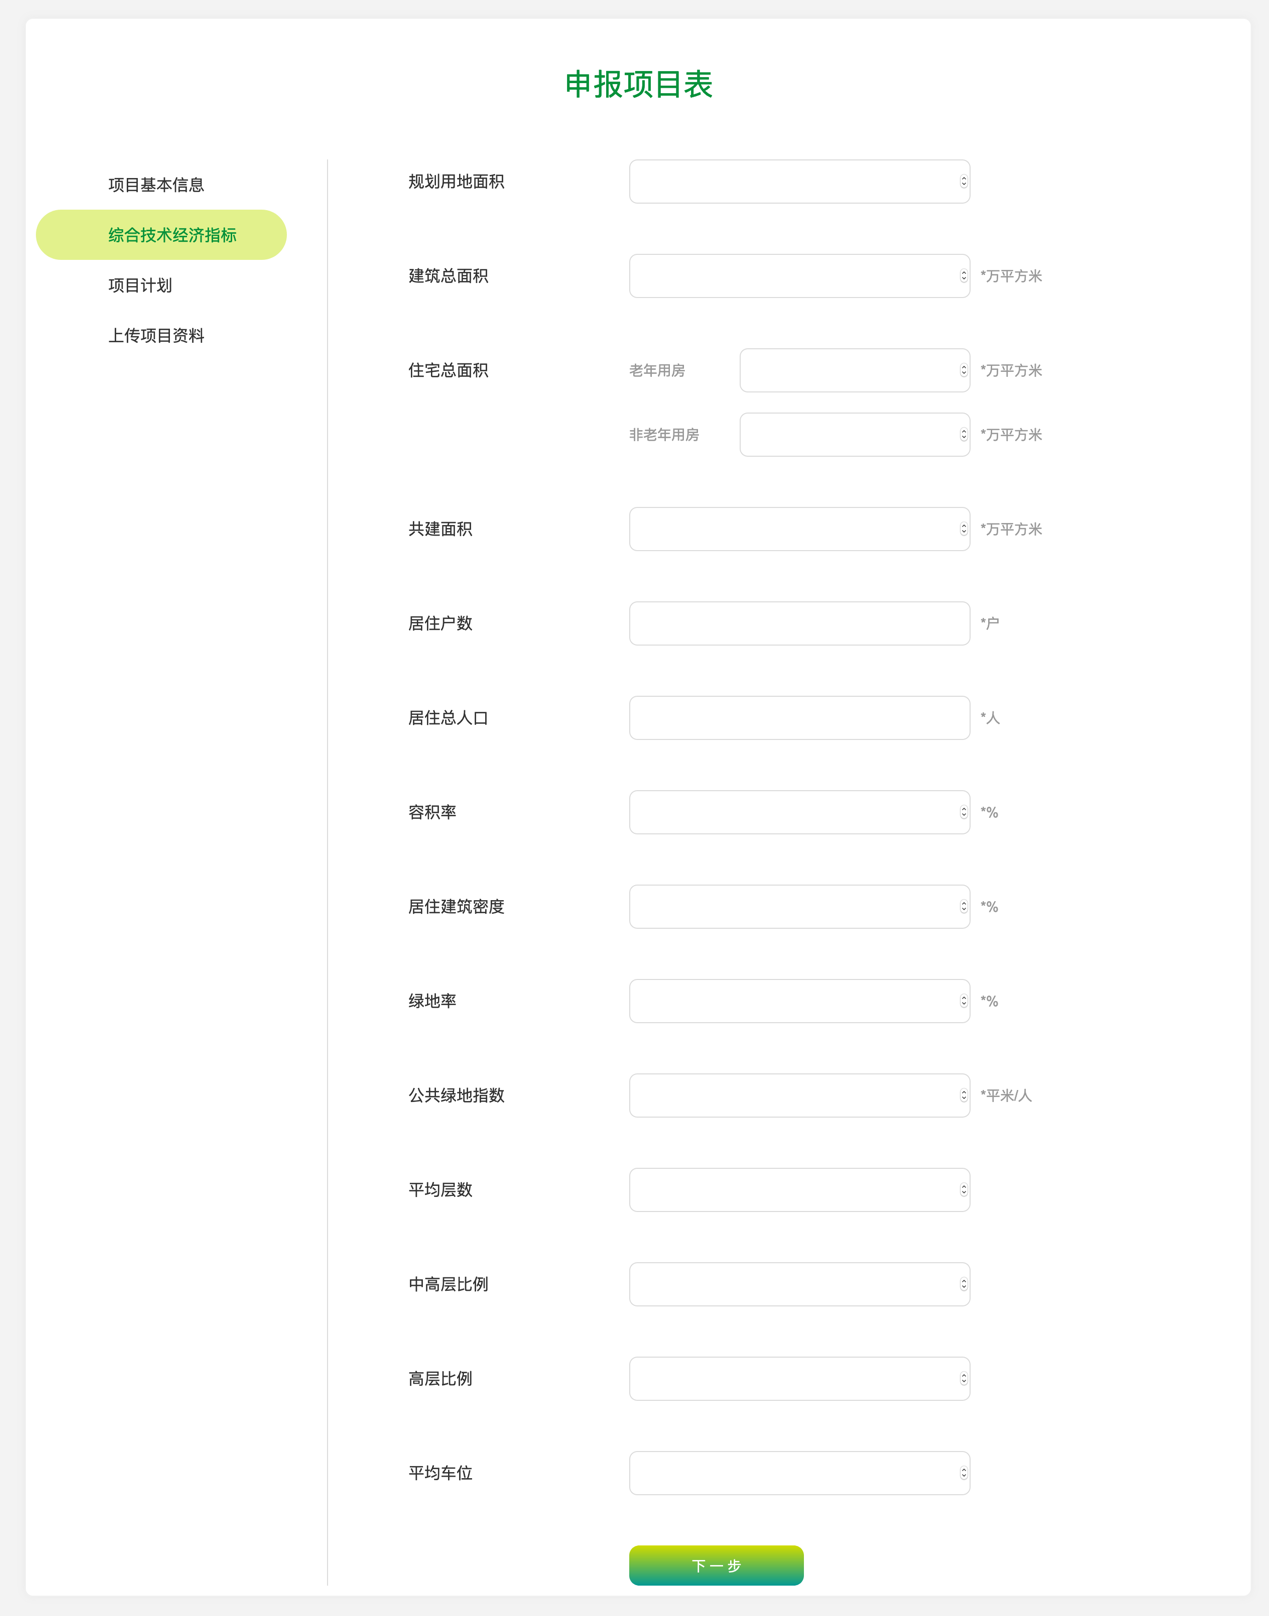 申报项目表
项目基本信息
综合技术经济指标
项目计划
上传项目资料
规划用地面积
建筑总面积 *万平方米
住宅总面积 老年用房 *万平方米
非老年用房 *万平方米
共建面积 *万平方米
居住户数 *户
居住总人口 *人
容积率 *%
居住建筑密度 *%
绿地率 *%
公共绿地指数 *平米/人
平均层数
中高层比例
高层比例
平均车位
下一步